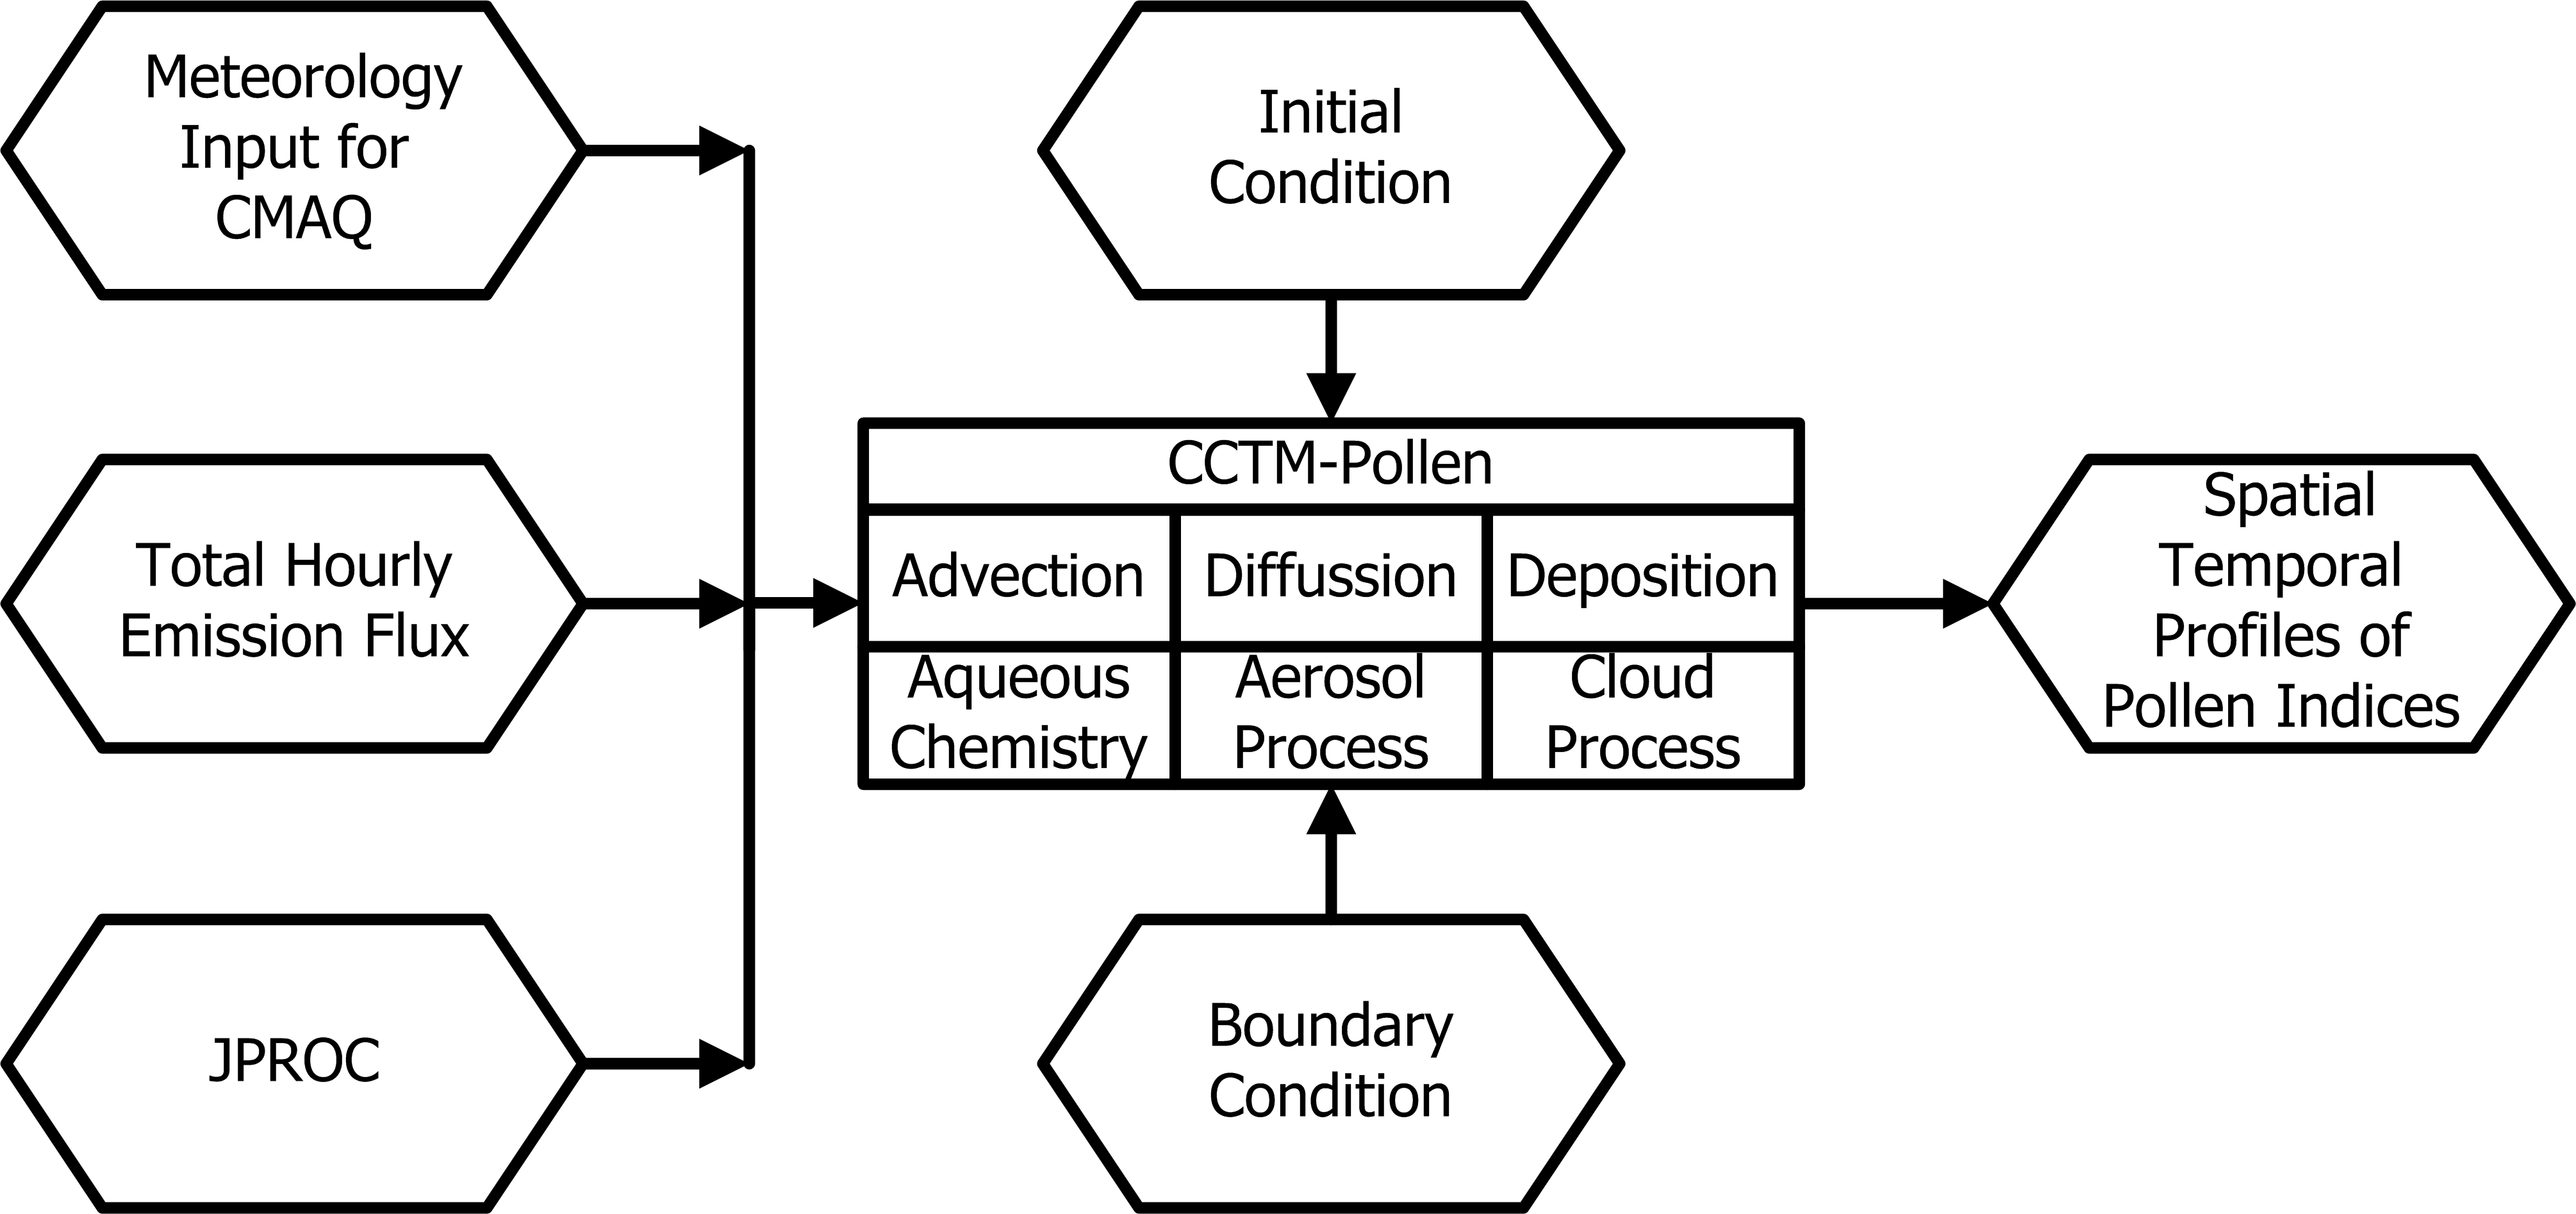 Meteorology
Input for
CMAQ
Initial
Condition
Total Hourly
Emission Flux
CCTM-Pollen
Advection
Diffussion
Deposition
Aqueous
Chemistry
Aerosol
Process
Cloud
Process
Spatial
Temporal
Profiles of
Pollen Indices
JPROC
Boundary
Condition